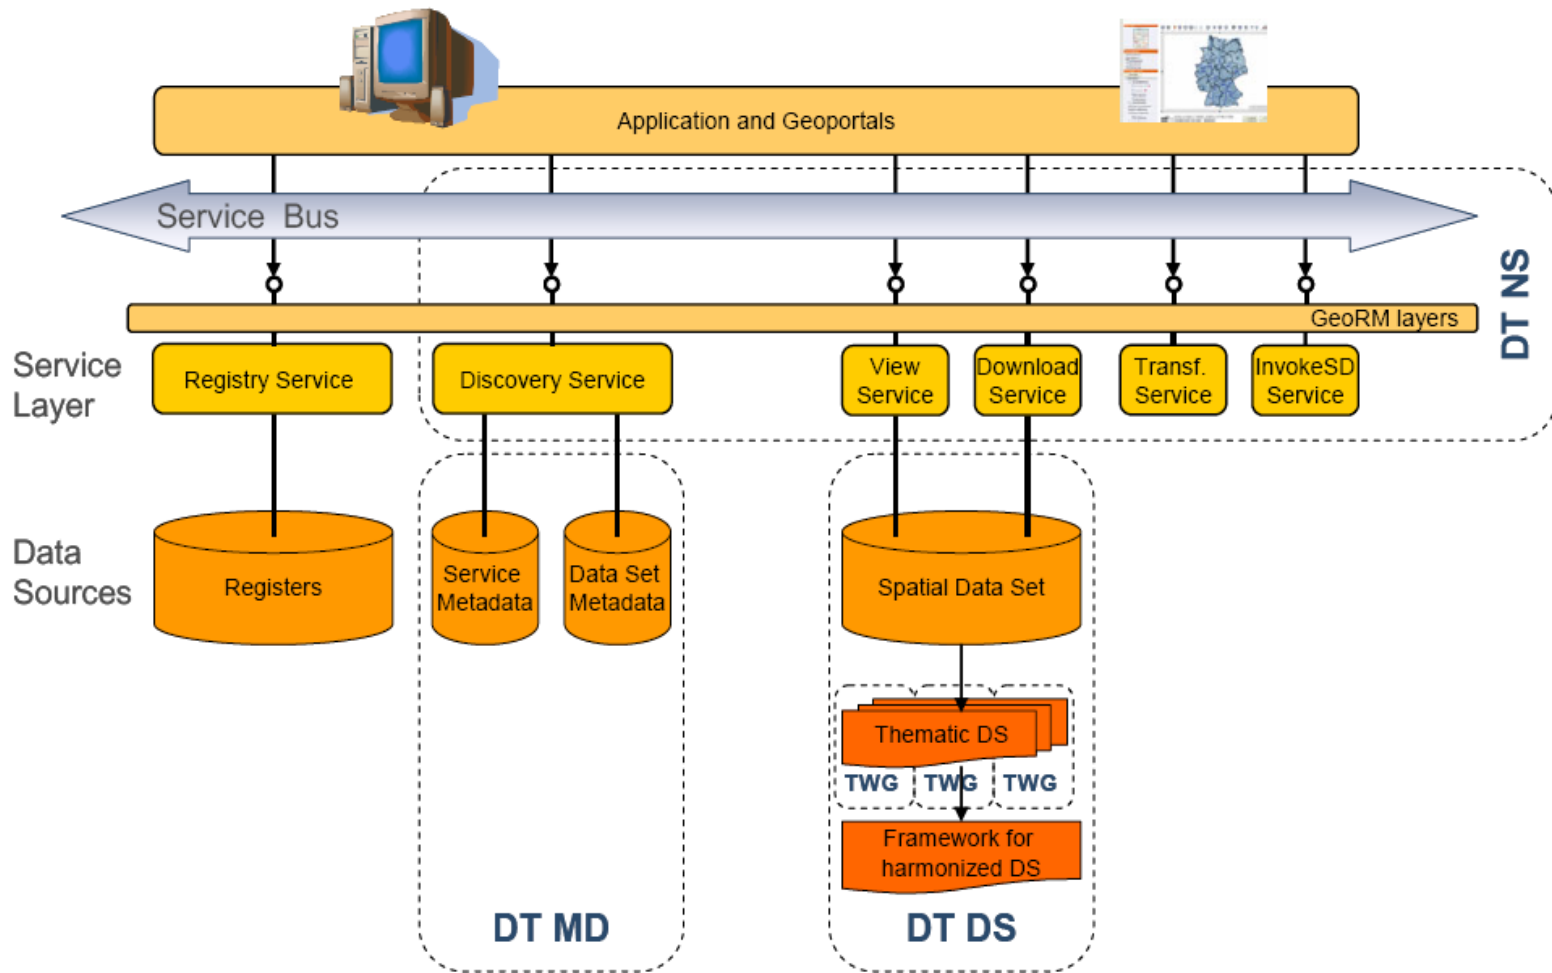 Application and Geoportals
Service Bus
DT NS
GeoRM layers
Service
Layer
Registry Service
Discovery Service
View
Service
Download
Service
Transf.
Service
InvokeSD
Service
Data
Sources
Registers
Service
Metadata
Data Set
Metadata
Spatial Data Set
Thematic DS
TWG
TWG
TWG
Framework for
harmonized DS
DT MD
DT DS